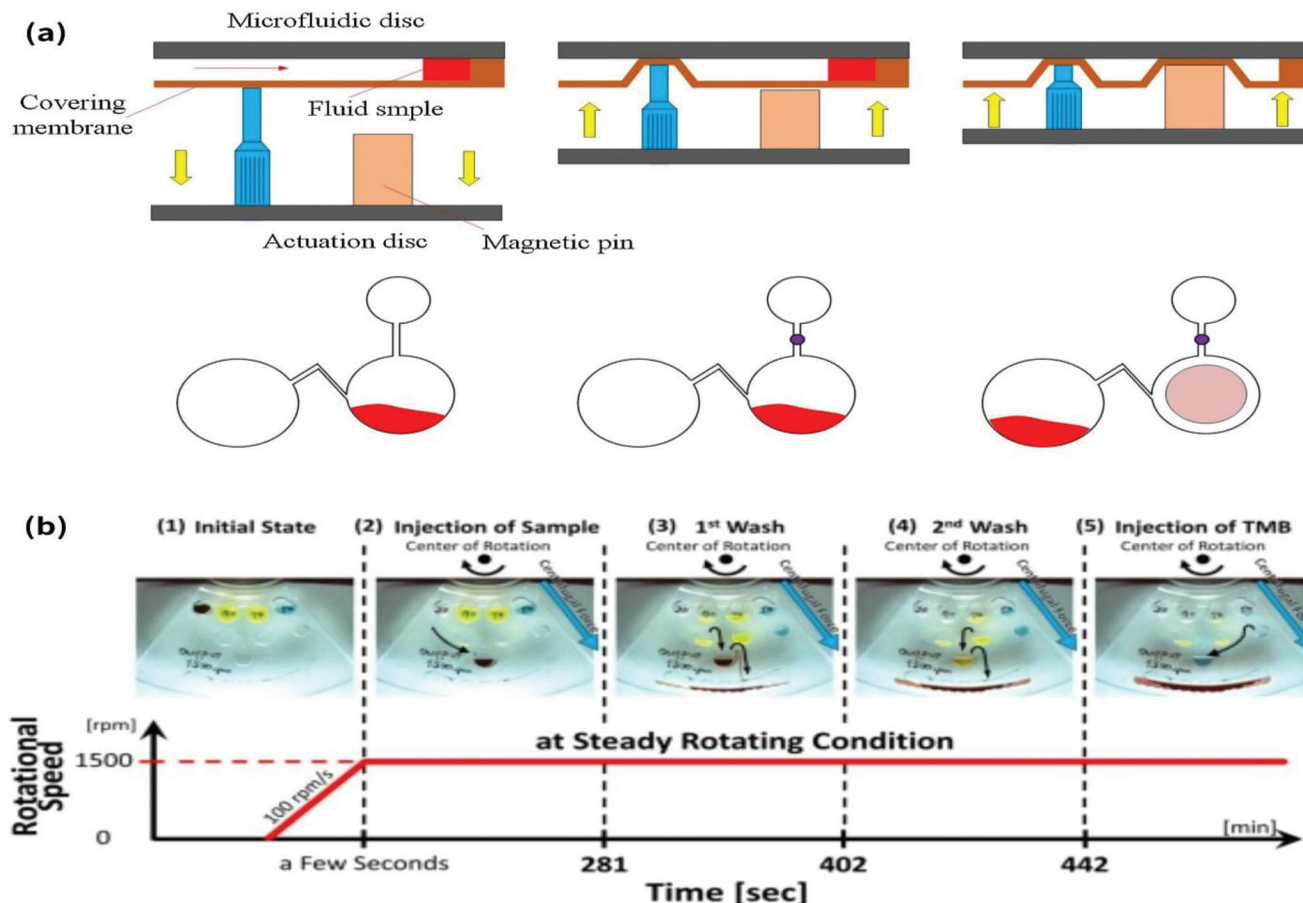 (a)
Microfluidic disc
Covering
membrane
Fluid smple
Actuation disc
Magnetic pin
(b)
(1) Initial State
(2) Injection of Sample
(3) 1st Wash
(4) 2nd Wash
(5) Injection of TMB
Center of Rotation
Center of Rotation
Center of Rotation
Center of Rotation
Centrifugal Force
Centrifugal Force
Centrifugal Force
Centrifugal Force
[rpm]
at Steady Rotating Condition
1500
Rotational
Speed
100 rpm/s
0
[min]
a Few Seconds
281
402
442
Time [sec]